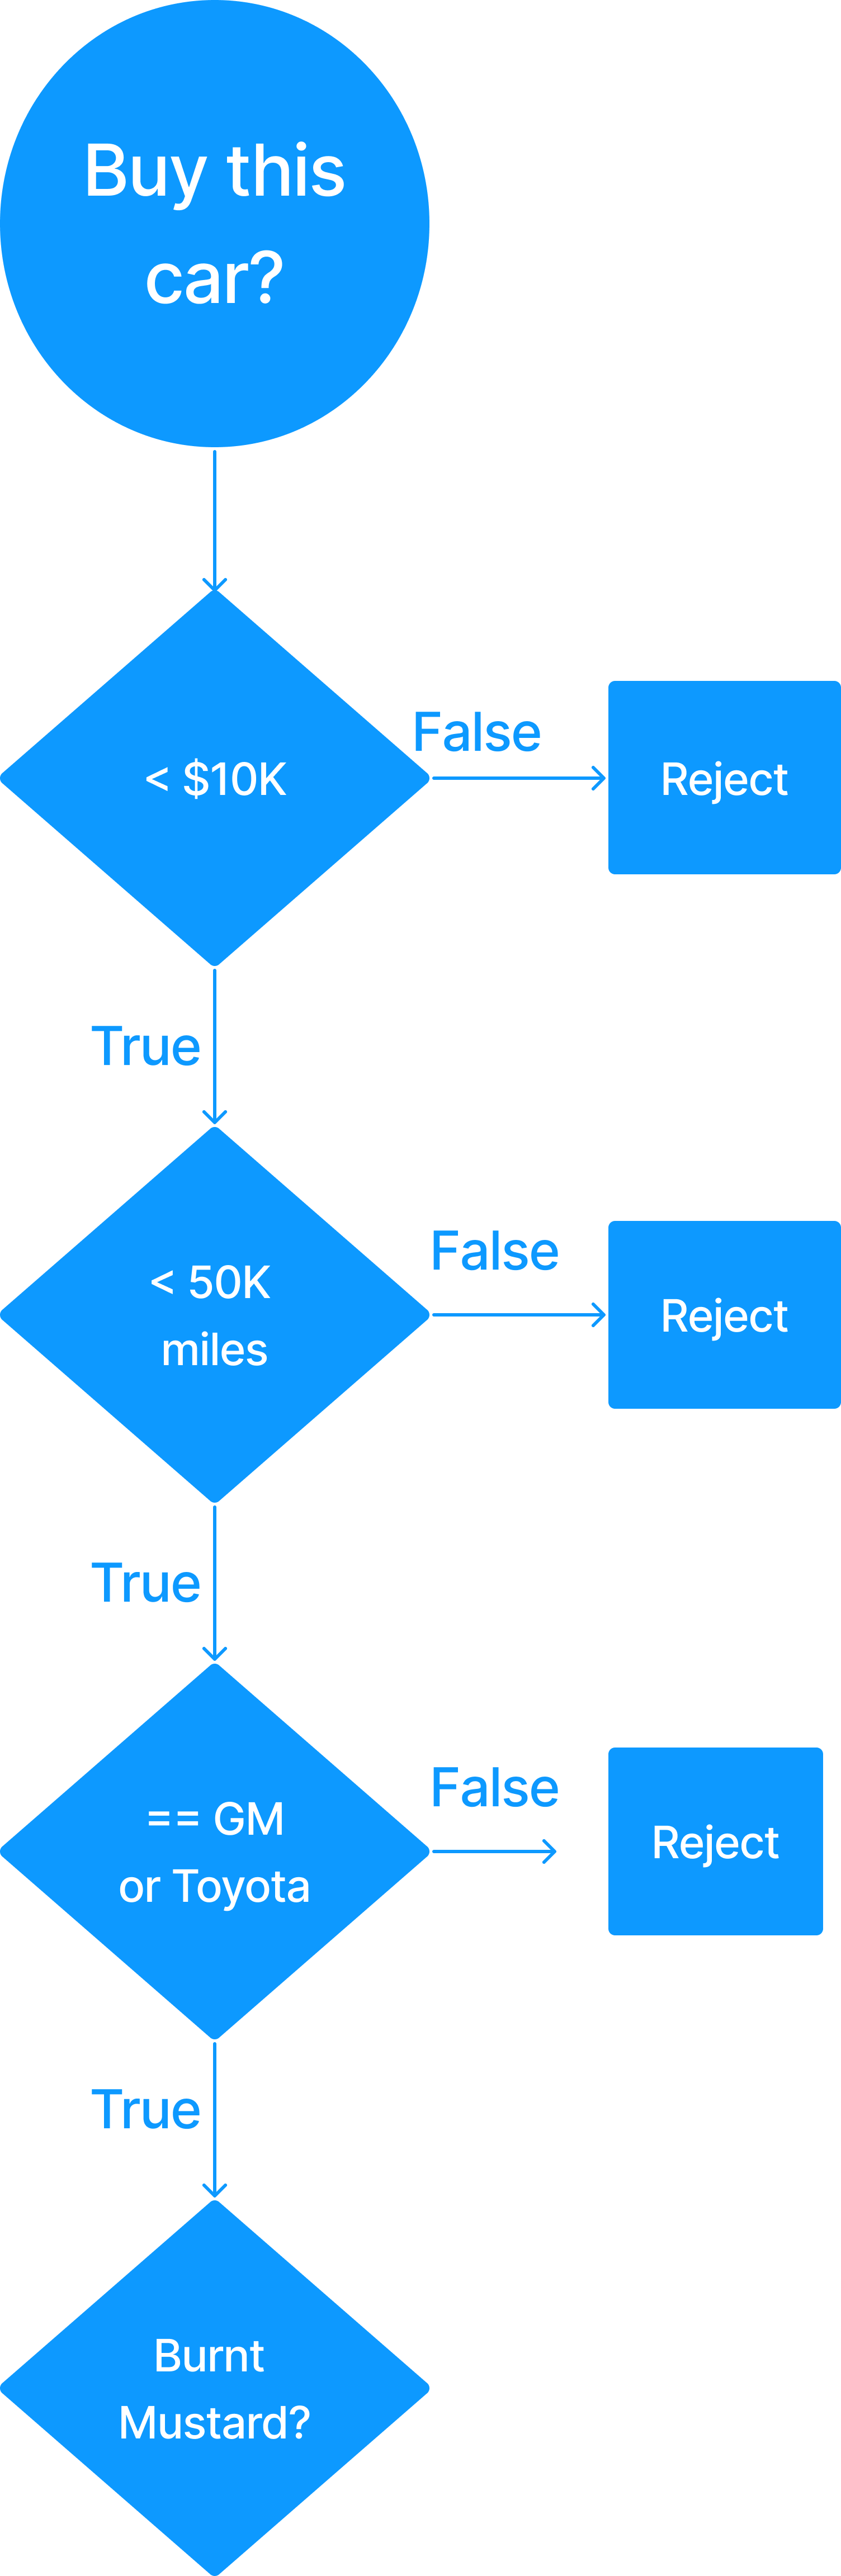 Buy this
car?
False
< $10K
Reject
True
False
< 50K
miles
Reject
True
False
== GM
or Toyota
Reject
True
Burnt
Mustard?